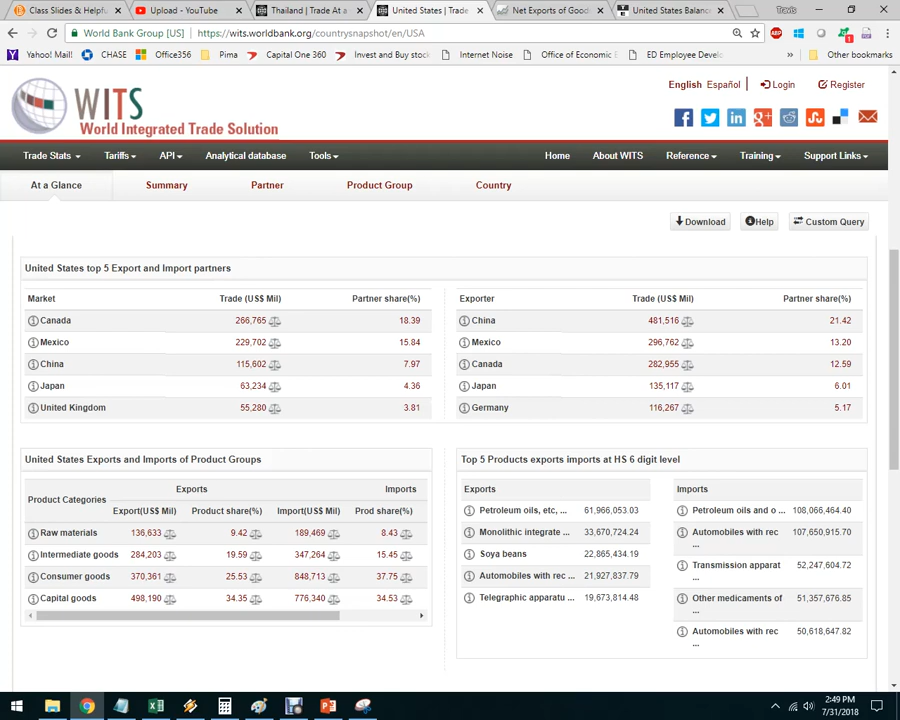 Class Slides & Helpfu
Upload - YouTube
Thailand | Trade At a
United States | Trade
Net Exports of Good
United States Balanc
Travis
World Bank Group [US]
https://wits.worldbank.org/countrysnapshot/en/USA
Yahoo! Mail!
CHASE
Office356
Pima
Capital One 360
Invest and Buy stock
Internet Noise
Office of Economic
ED Employee Develo
»
Other bookmarks
English Español
Login
Register
WITS
World Integrated Trade Solution
Trade Stats
Tariffs
API
Analytical database
Tools
Home
About WITS
Reference
Training
Support Links
At a Glance
Summary
Partner
Product Group
Country
Download
Help
Custom Query
United States top 5 Export and Import partners
Market Trade (US$ Mil) Partner share(%)
Canada 266,765 18.39
Mexico 229,702 15.84
China 115,602 7.97
Japan 63,234 4.36
United Kingdom 55,280 3.81
Exporter Trade (US$ Mil) Partner share(%)
China 481,516 21.42
Mexico 296,762 13.20
Canada 282,955 12.59
Japan 135,117 6.01
Germany 116,267 5.17
United States Exports and Imports of Product Groups
Product Categories
Exports Imports
Export(US$ Mil) Product share(%) Import(US$ Mil) Prod share(%)
Raw materials 136,633 9.42 189,469 8.43
Intermediate goods 284,203 19.59 347,264 15.45
Consumer goods 370,361 25.53 848,713 37.75
Capital goods 498,190 34.35 776,340 34.53
Top 5 Products exports imports at HS 6 digit level
Exports
Petroleum oils, etc, ... 61,966,053.03
Monolithic integrate ... 33,670,724.24
Soya beans 22,865,434.19
Automobiles with rec ... 21,927,837.79
Telegraphic apparatu ... 19,673,814.48
Imports
Petroleum oils and o ... 108,066,464.40
Automobiles with rec 107,650,915.70
...
Transmission apparat 52,247,604.72
...
Other medicaments of 51,357,676.85
...
Automobiles with rec 50,618,647.82
...
2:49 PM
7/31/2018